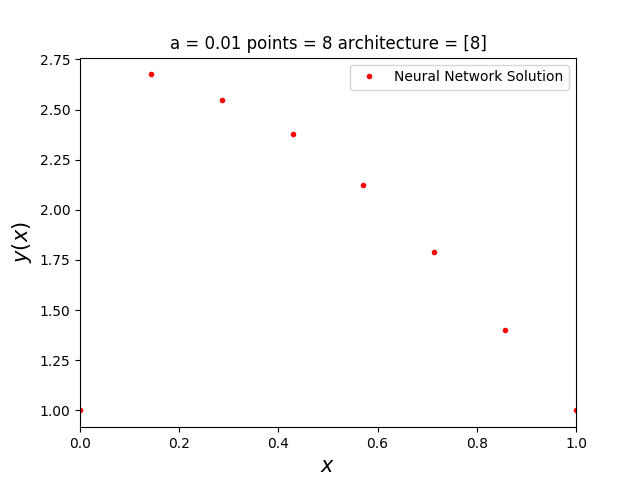 a = 0.01 points = 8 architecture = [8]
Neural Network Solution
2.75
2.50
2.25
2.00
1.75
1.50
1.25
1.00
y(x)
0.0 0.2 0.4 0.6 0.8 1.0
x